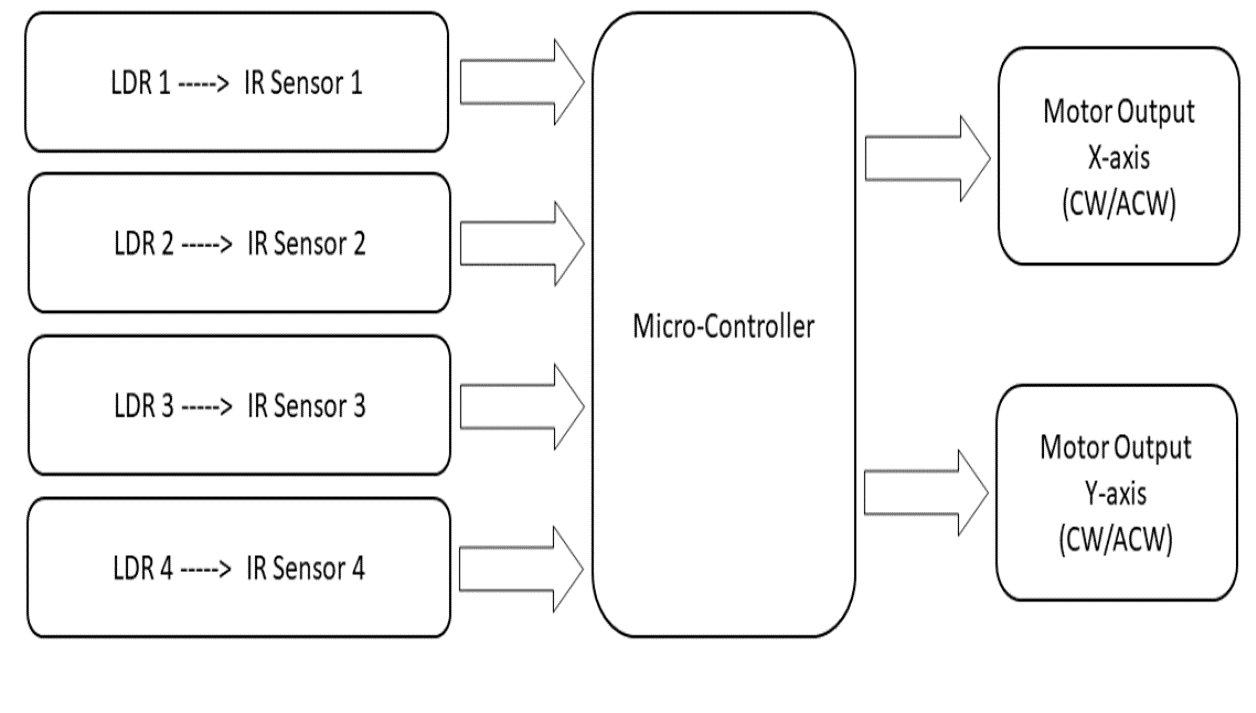 LDR 1 -----> IR Sensor 1
LDR 2 -----> IR Sensor 2
LDR 3 -----> IR Sensor 3
LDR 4 -----> IR Sensor 4
Micro-Controller
Motor Output
X-axis
(CW/ACW)
Motor Output
Y-axis
(CW/ACW)